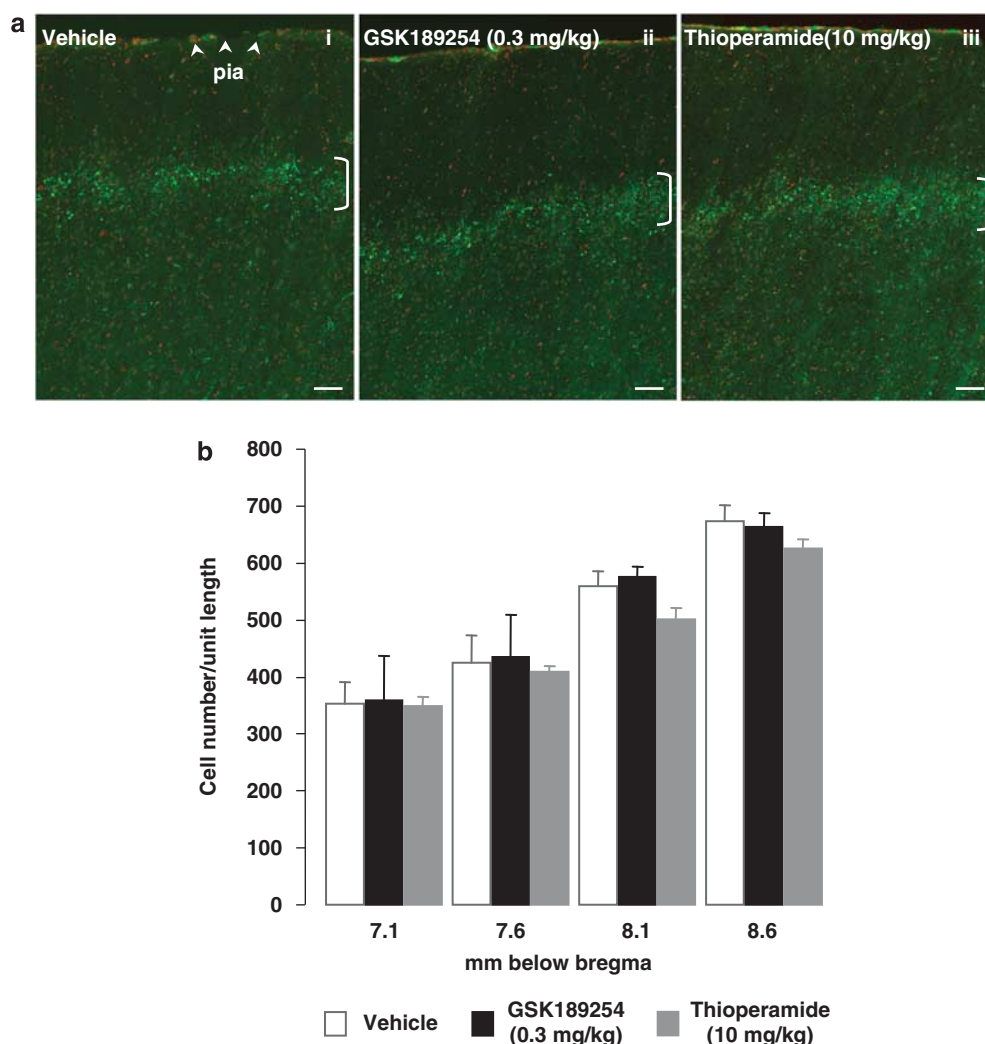 a
Vehicle
i
pia
GSK189254 (0.3 mg/kg)
ii
Thioperamide(10 mg/kg)
iii
b
800
700
600
500
400
300
200
100
0
Cell number/unit length
7.1 7.6 8.1 8.6
mm below bregma
Vehicle
GSK189254
(0.3 mg/kg)
Thioperamide
(10 mg/kg)